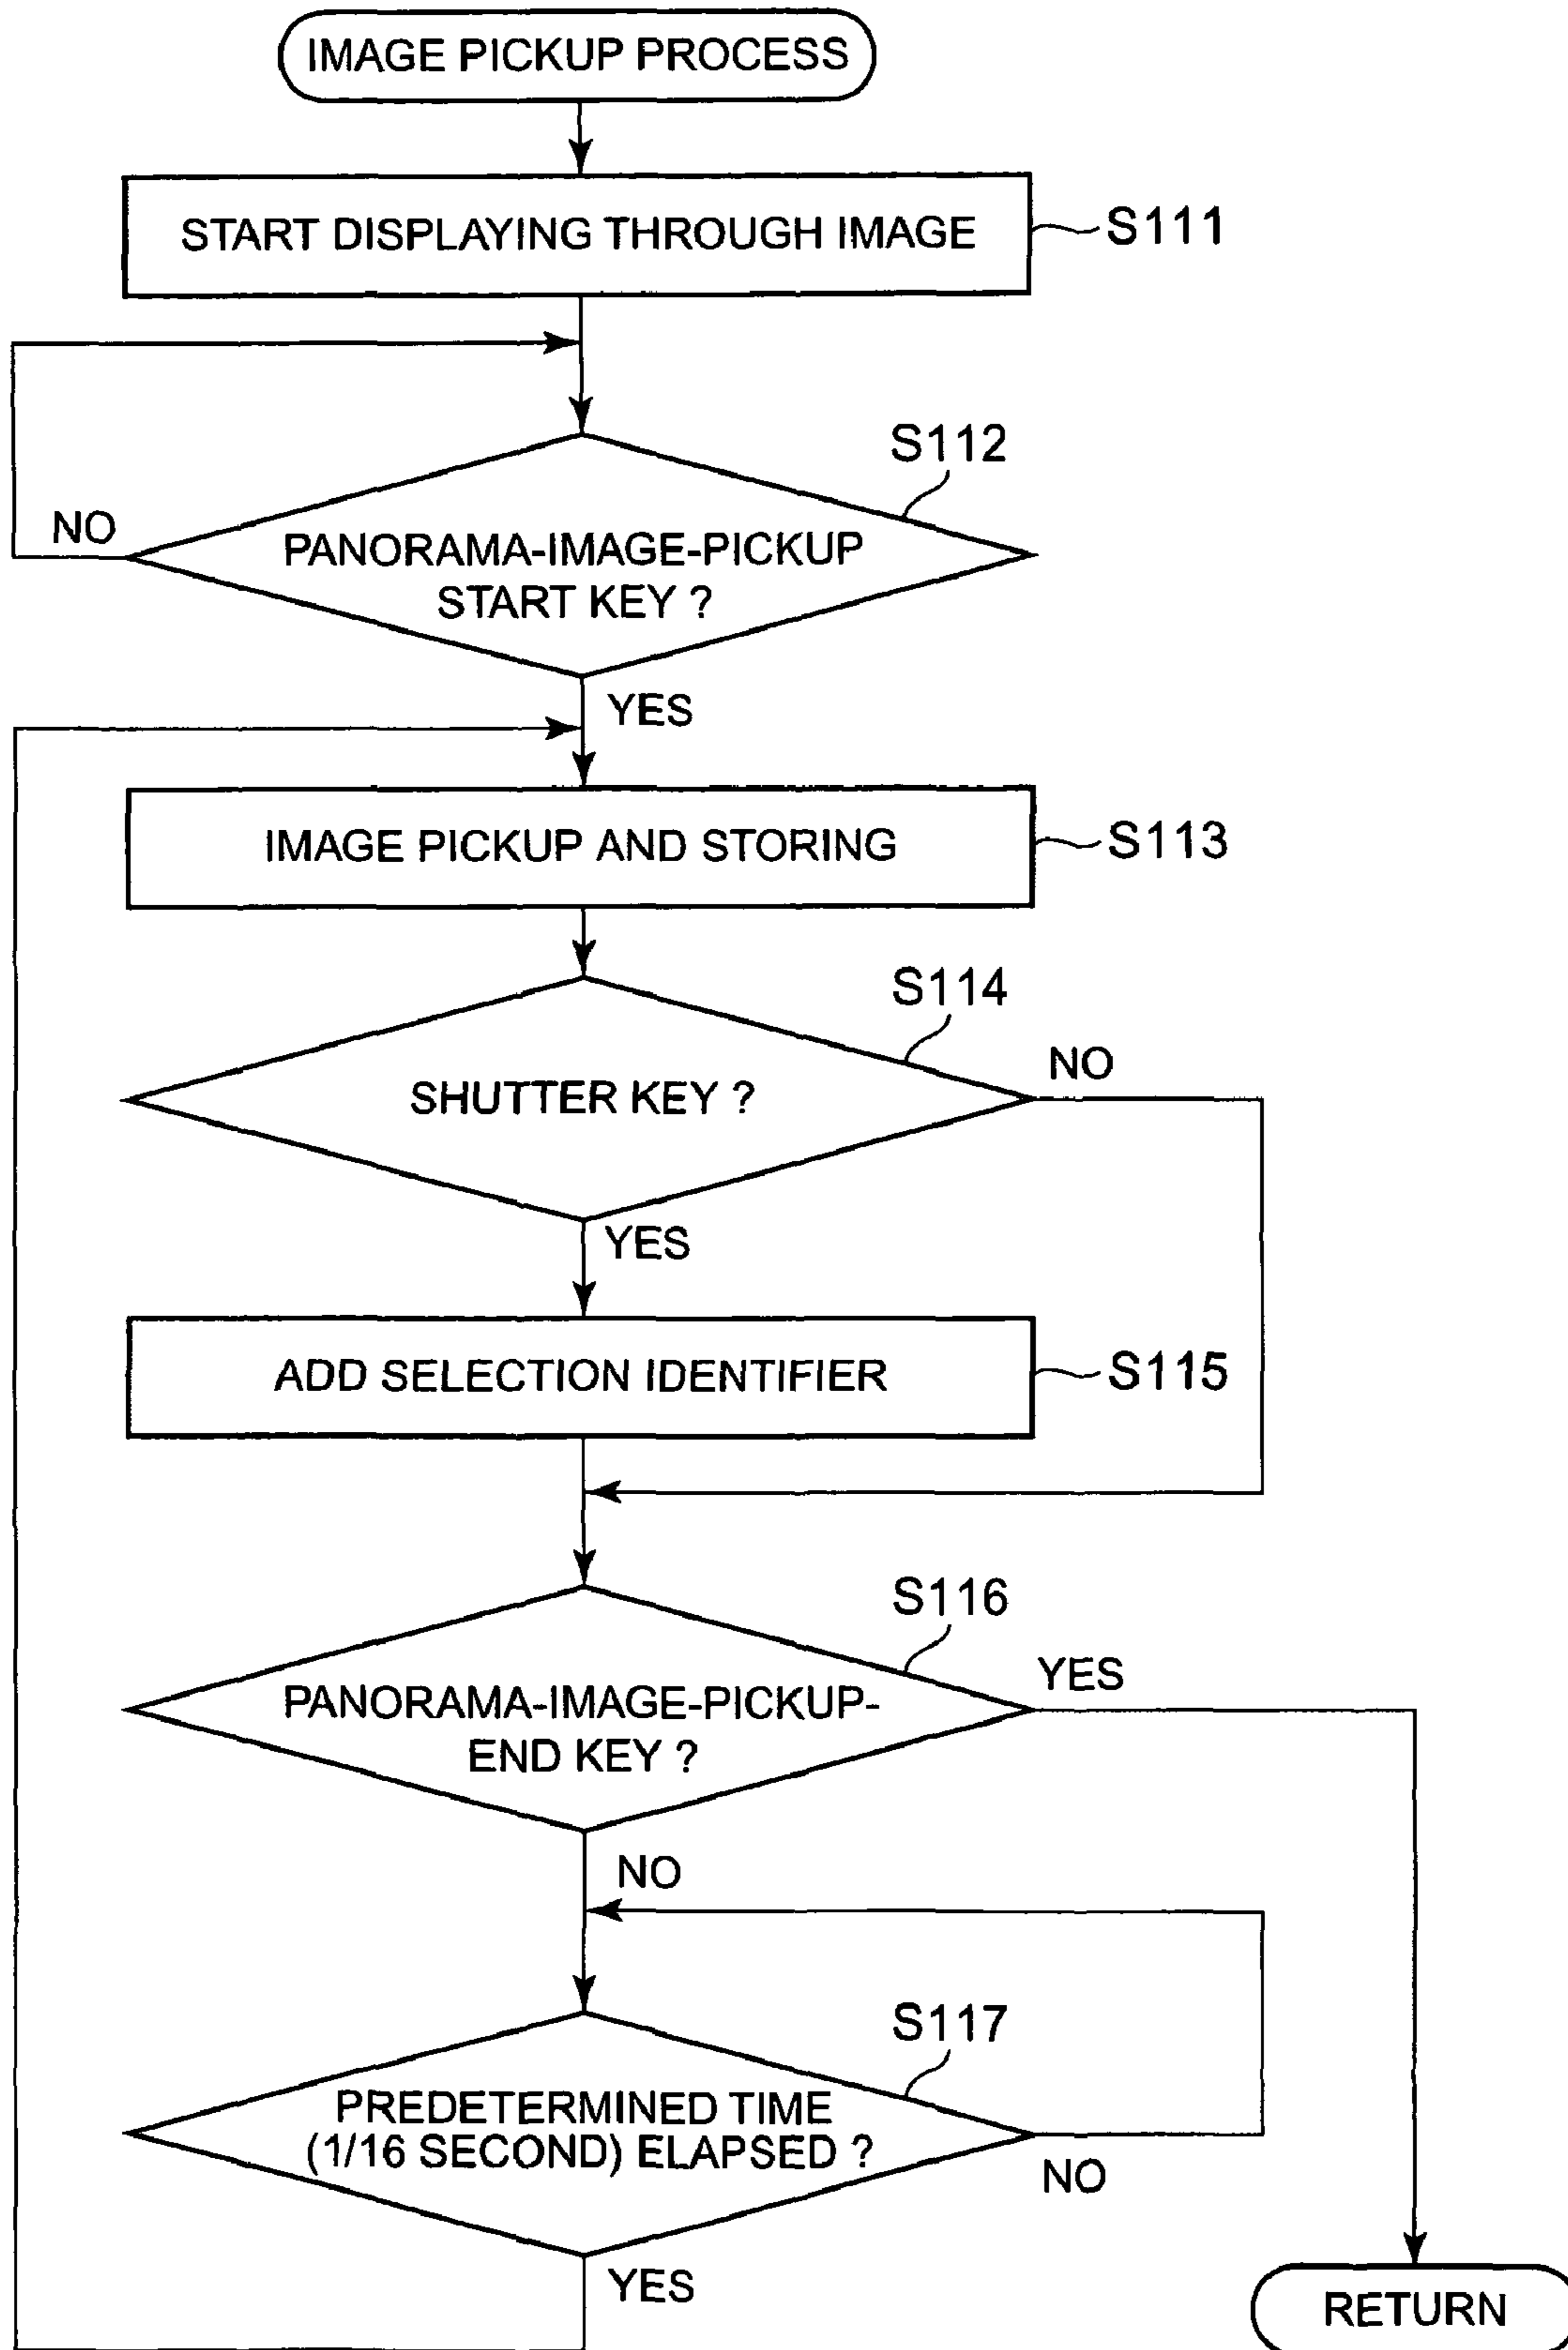 IMAGE PICKUP PROCESS
START DISPLAYING THROUGH IMAGE
S111
S112
NO
PANORAMA-IMAGE-PICKUP
START KEY ?
YES
IMAGE PICKUP AND STORING
S113
S114
NO
SHUTTER KEY ?
YES
ADD SELECTION IDENTIFIER
S115
S116
YES
PANORAMA-IMAGE-PICKUP-
END KEY ?
NO
S117
PREDETERMINED TIME
(1/16 SECOND) ELAPSED ?
NO
YES
RETURN